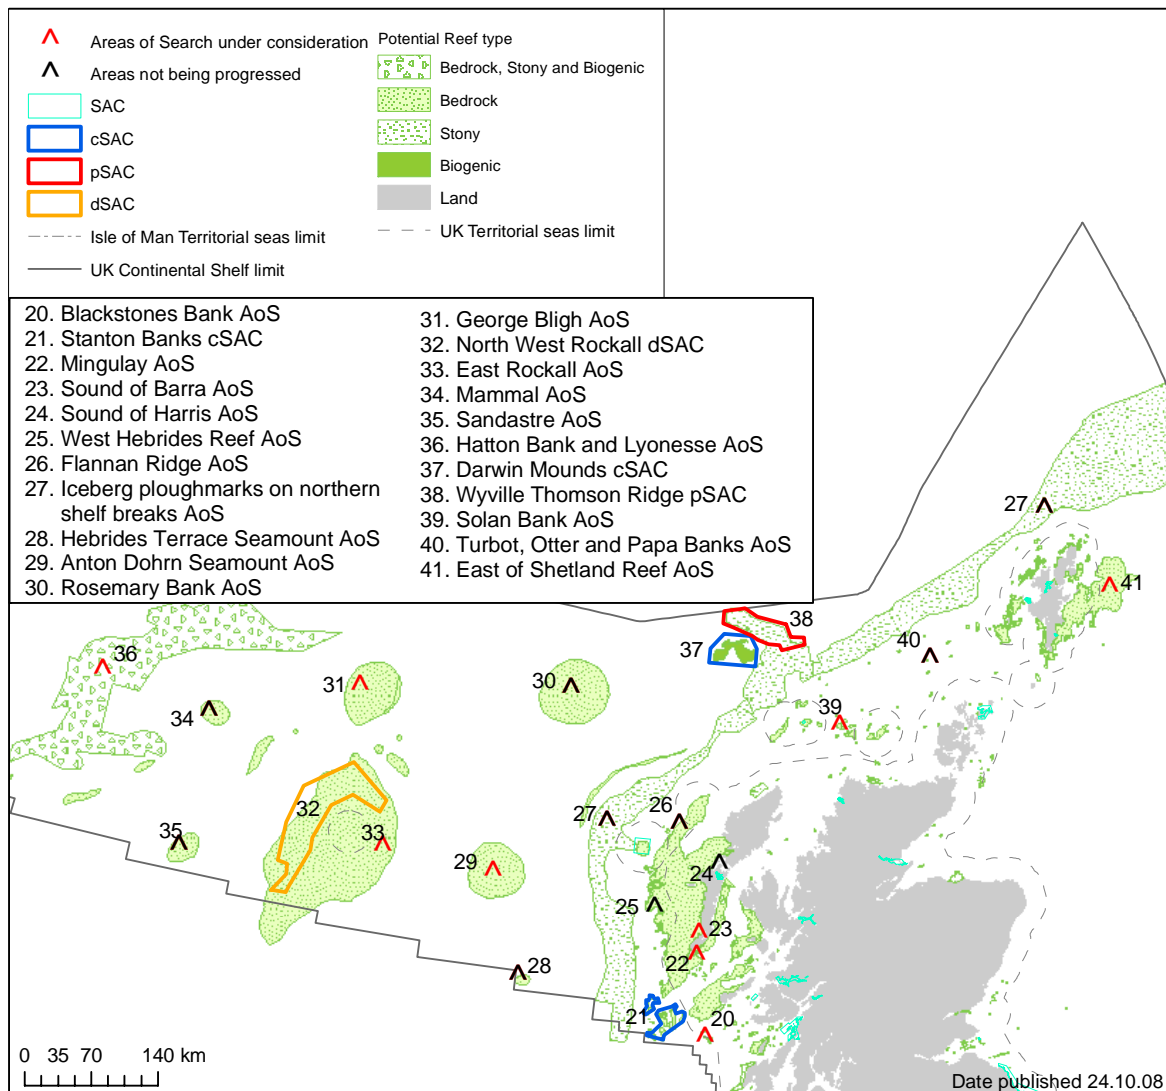 Areas of Search under consideration
Areas not being progressed
SAC
cSAC
pSAC
dSAC
Isle of Man Territorial seas limit
UK Continental Shelf limit
Potential Reef type
Bedrock, Stony and Biogenic
Bedrock
Stony
Biogenic
Land
UK Territorial seas limit
20. Blackstones Bank AoS
21. Stanton Banks cSAC
22. Mingulay AoS
23. Sound of Barra AoS
24. Sound of Harris AoS
25. West Hebrides Reef AoS
26. Flannan Ridge AoS
27. Iceberg ploughmarks on northern
shelf breaks AoS
28. Hebrides Terrace Seamount AoS
29. Anton Dohrn Seamount AoS
30. Rosemary Bank AoS
31. George Bligh AoS
32. North West Rockall dSAC
33. East Rockall AoS
34. Mammal AoS
35. Sandastre AoS
36. Hatton Bank and Lyonesse AoS
37. Darwin Mounds cSAC
38. Wyville Thomson Ridge pSAC
39. Solan Bank AoS
40. Turbot, Otter and Papa Banks AoS
41. East of Shetland Reef AoS
27
41
38
40
37
36
31
30
34
39
32
27
26
35
33
24
29
25
23
22
28
21
20
0 35 70 140 km
Date published 24.10.08